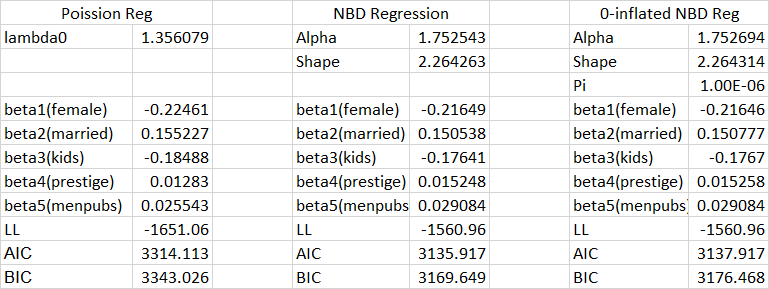 Poission Reg NBD Regression 0-inflated NBD Reg
lambda0 1.356079 Alpha 1.752543 Alpha 1.752694
Shape 2.264263 Shape 2.264314
Pi 1.00E-06
beta1(female) -0.22461 beta1(female) -0.21649 beta1(female) -0.21646
beta2(married) 0.155227 beta2(married) 0.150538 beta2(married) 0.150777
beta3(kids) -0.18488 beta3(kids) -0.17641 beta3(kids) -0.1767
beta4(prestige) 0.01283 beta4(prestige) 0.015248 beta4(prestige) 0.015258
beta5(menpubs) 0.025543 beta5(menpubs 0.029084 beta5(menpubs) 0.029084
LL -1651.06 LL -1560.96 LL -1560.96
AIC 3314.113 AIC 3135.917 AIC 3137.917
BIC 3343.026 BIC 3169.649 BIC 3176.468